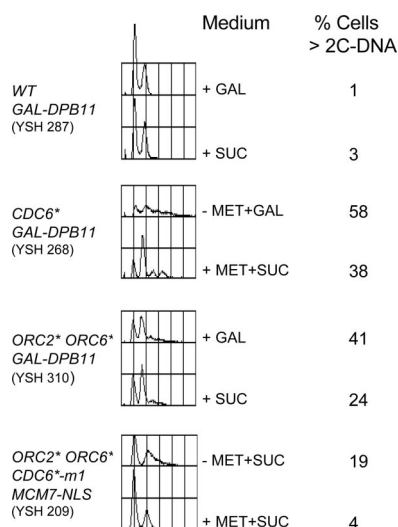 Medium % Cells
> 2C-DNA
WT
GAL-DPB11
(YSH 287)
+ GAL 1
+ SUC 3
CDC6*
GAL-DPB11
(YSH 268)
- MET+GAL 58
+ MET+SUC 38
ORC2* ORC6*
GAL-DPB11
(YSH 310)
+ GAL 41
+ SUC 24
ORC2* ORC6*
CDC6*-m1
MCM7-NLS
(YSH 209)
- MET+SUC 19
+ MET+SUC 4